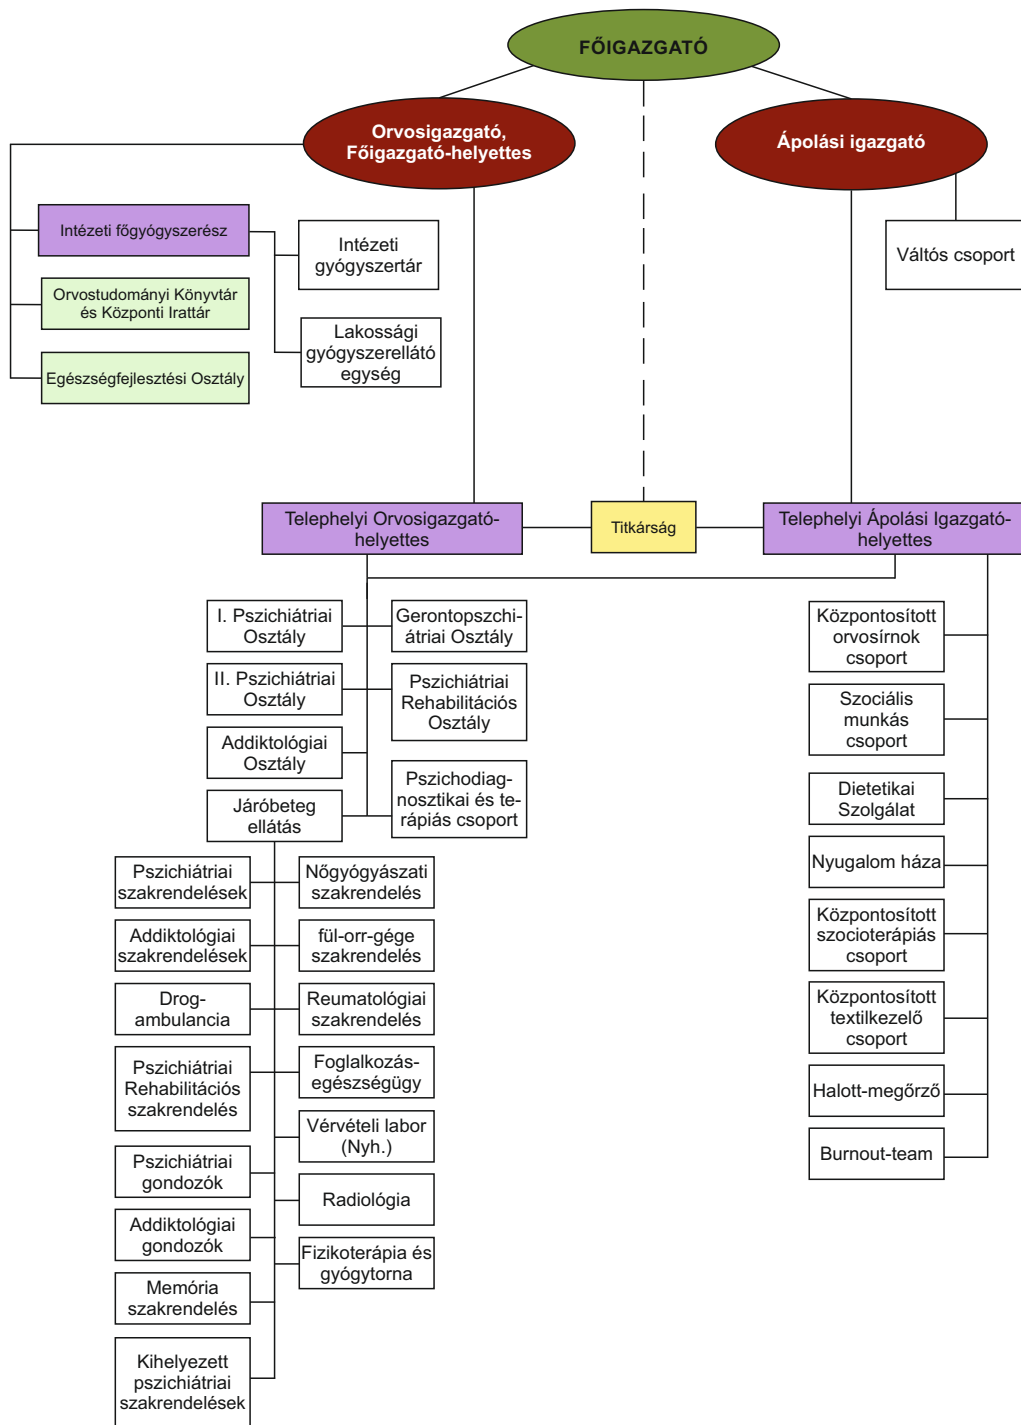 FŐIGAZGATÓ
Orvosigazgató,
Főigazgató-helyettes
Ápolási igazgató
Intézeti főgyógyszerész
Intézeti
gyógyszertár
Váltós csoport
Orvostudományi Könyvtár
és Központi Irattár
Lakossági
gyógyszerellátó
egység
Egészségfejlesztési Osztály
Telephelyi Orvosigazgató-
helyettes
Titkárság
Telephelyi Ápolási Igazgató-
helyettes
I. Pszichiátriai
Osztály
Gerontopszchi-
átriai Osztály
II. Pszichiátriai
Osztály
Pszichiátriai
Rehabilitációs
Osztály
Addiktológiai
Osztály
Pszichodiag-
nosztikai és te-
rápiás csoport
Járóbeteg
ellátás
Pszichiátriai
szakrendelések
Nőgyógyászati
szakrendelés
Addiktológiai
szakrendelések
fül-orr-gége
szakrendelés
Drog-
ambulancia
Reumatológiai
szakrendelés
Pszichiátriai
Rehabilitációs
szakrendelés
Foglalkozás-
egészségügy
Vérvételi labor
(Nyh.)
Pszichiátriai
gondozók
Radiológia
Addiktológiai
gondozók
Fizikoterápia és
gyógytorna
Memória
szakrendelés
Kihelyezett
pszichiátriai
szakrendelések
Központosított
orvosírnok
csoport
Szociális
munkás
csoport
Dietetikai
Szolgálat
Nyugalom háza
Központosított
szocioterápiás
csoport
Központosított
textilkezelő
csoport
Halott-megőrző
Burnout-team